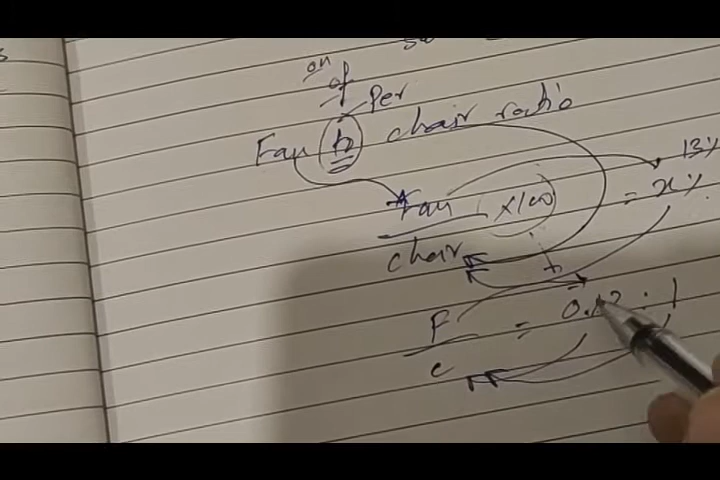 on
of
Per
Fan to chair ratio
13%
Fan / chair ×100 = x%
F / c = 0.13 : 1